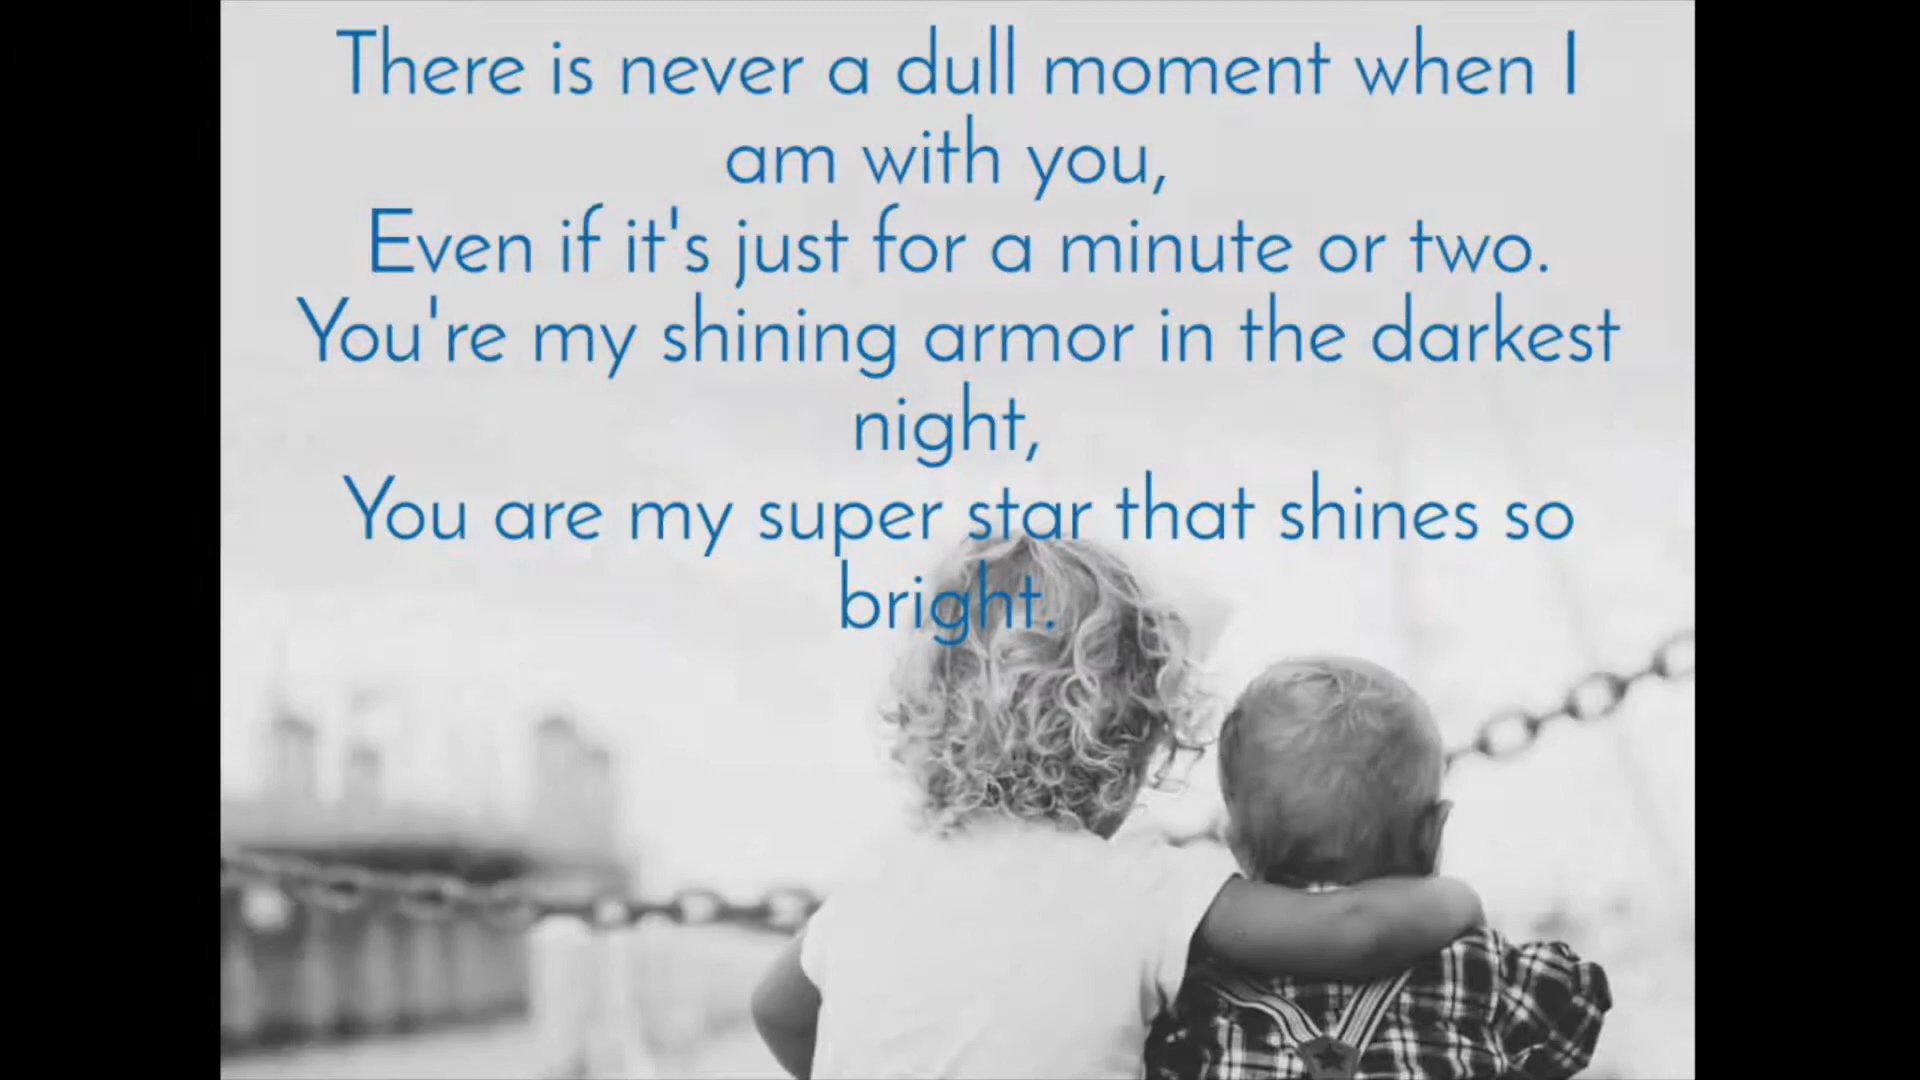 There is never a dull moment when I
am with you,
Even if it's just for a minute or two.
You're my shining armor in the darkest
night,
You are my super star that shines so
bright.